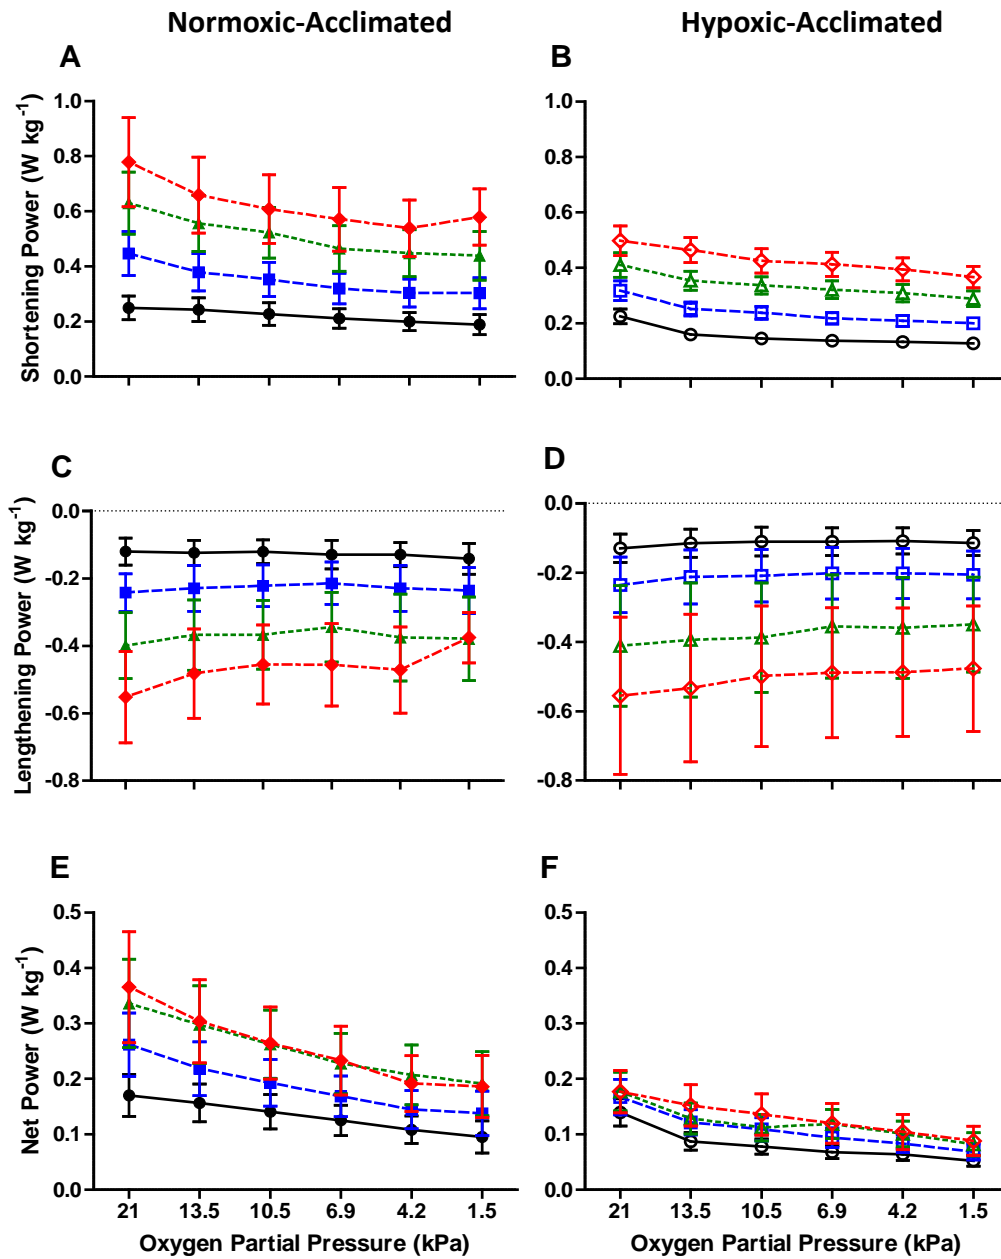 Normoxic-Acclimated
Hypoxic-Acclimated
A
B
Shortening Power (W kg⁻¹)
1.0
0.8
0.6
0.4
0.2
0.0
1.0
0.8
0.6
0.4
0.2
0.0
C
D
Lengthening Power (W kg⁻¹)
0.0
-0.2
-0.4
-0.6
-0.8
0.0
-0.2
-0.4
-0.6
-0.8
E
F
Net Power (W kg⁻¹)
0.5
0.4
0.3
0.2
0.1
0.0
0.5
0.4
0.3
0.2
0.1
0.0
21 13.5 10.5 6.9 4.2 1.5
21 13.5 10.5 6.9 4.2 1.5
Oxygen Partial Pressure (kPa)
Oxygen Partial Pressure (kPa)